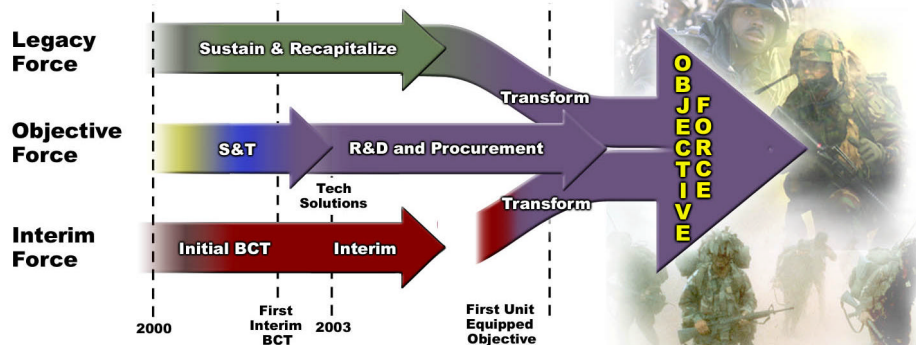 Legacy
Force
Sustain & Recapitalize
Transform
Objective
Force
S&T
R&D and Procurement
Tech
Solutions
Transform
OBJECTIVE
FORCE
Interim
Force
Initial BCT
Interim
2000
First
Interim
BCT
2003
First Unit
Equipped
Objective